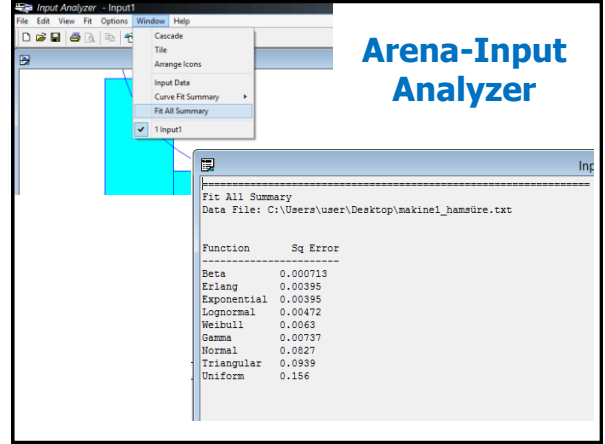 Input Analyzer - Input1
File Edit View Fit Options Window Help
Arena-Input
Analyzer
Cascade
Tile
Arrange Icons
Input Data
Curve Fit Summary
Fit All Summary
1 Input1
Inp
Fit All Summary
Data File: C:\Users\user\Desktop\makine1_hamsüre.txt
Function Sq Error
Beta 0.000713
Erlang 0.00395
Exponential 0.00395
Lognormal 0.00472
Weibull 0.0063
Gamma 0.00737
Normal 0.0827
Triangular 0.0939
Uniform 0.156